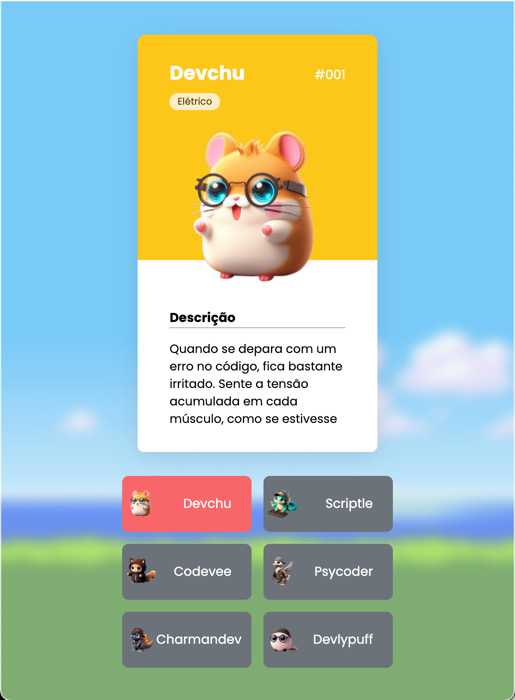 Devchu
#001
Elétrico
Descrição
Quando se depara com um
erro no código, fica bastante
irritado. Sente a tensão
acumulada em cada
músculo, como se estivesse
Devchu
Scriptle
Codevee
Psycoder
Charmandev
Devlypuff